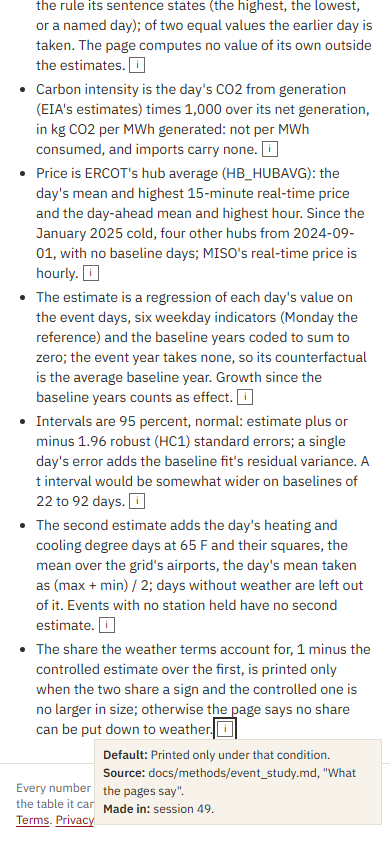 the rule its sentence states (the highest, the lowest,
or a named day); of two equal values the earlier day is
taken. The page computes no value of its own outside
the estimates. i
• Carbon intensity is the day's CO2 from generation
(EIA's estimates) times 1,000 over its net generation,
in kg CO2 per MWh generated: not per MWh
consumed, and imports carry none. i
• Price is ERCOT's hub average (HB_HUBAVG): the
day's mean and highest 15-minute real-time price
and the day-ahead mean and highest hour. Since the
January 2025 cold, four other hubs from 2024-09-
01, with no baseline days; MISO's real-time price is
hourly. i
• The estimate is a regression of each day's value on
the event days, six weekday indicators (Monday the
reference) and the baseline years coded to sum to
zero; the event year takes none, so its counterfactual
is the average baseline year. Growth since the
baseline years counts as effect. i
• Intervals are 95 percent, normal: estimate plus or
minus 1.96 robust (HC1) standard errors; a single
day's error adds the baseline fit's residual variance. A
t interval would be somewhat wider on baselines of
22 to 92 days. i
• The second estimate adds the day's heating and
cooling degree days at 65 F and their squares, the
mean over the grid's airports, the day's mean taken
as (max + min) / 2; days without weather are left out
of it. Events with no station held have no second
estimate. i
• The share the weather terms account for, 1 minus the
controlled estimate over the first, is printed only
when the two share a sign and the controlled one is
no larger in size; otherwise the page says no share
can be put down to weather. i
Default: Printed only under that condition.
Source: docs/methods/event_study.md, "What
the pages say".
Made in: session 49.
Every number
the table it can
Terms. Privacy